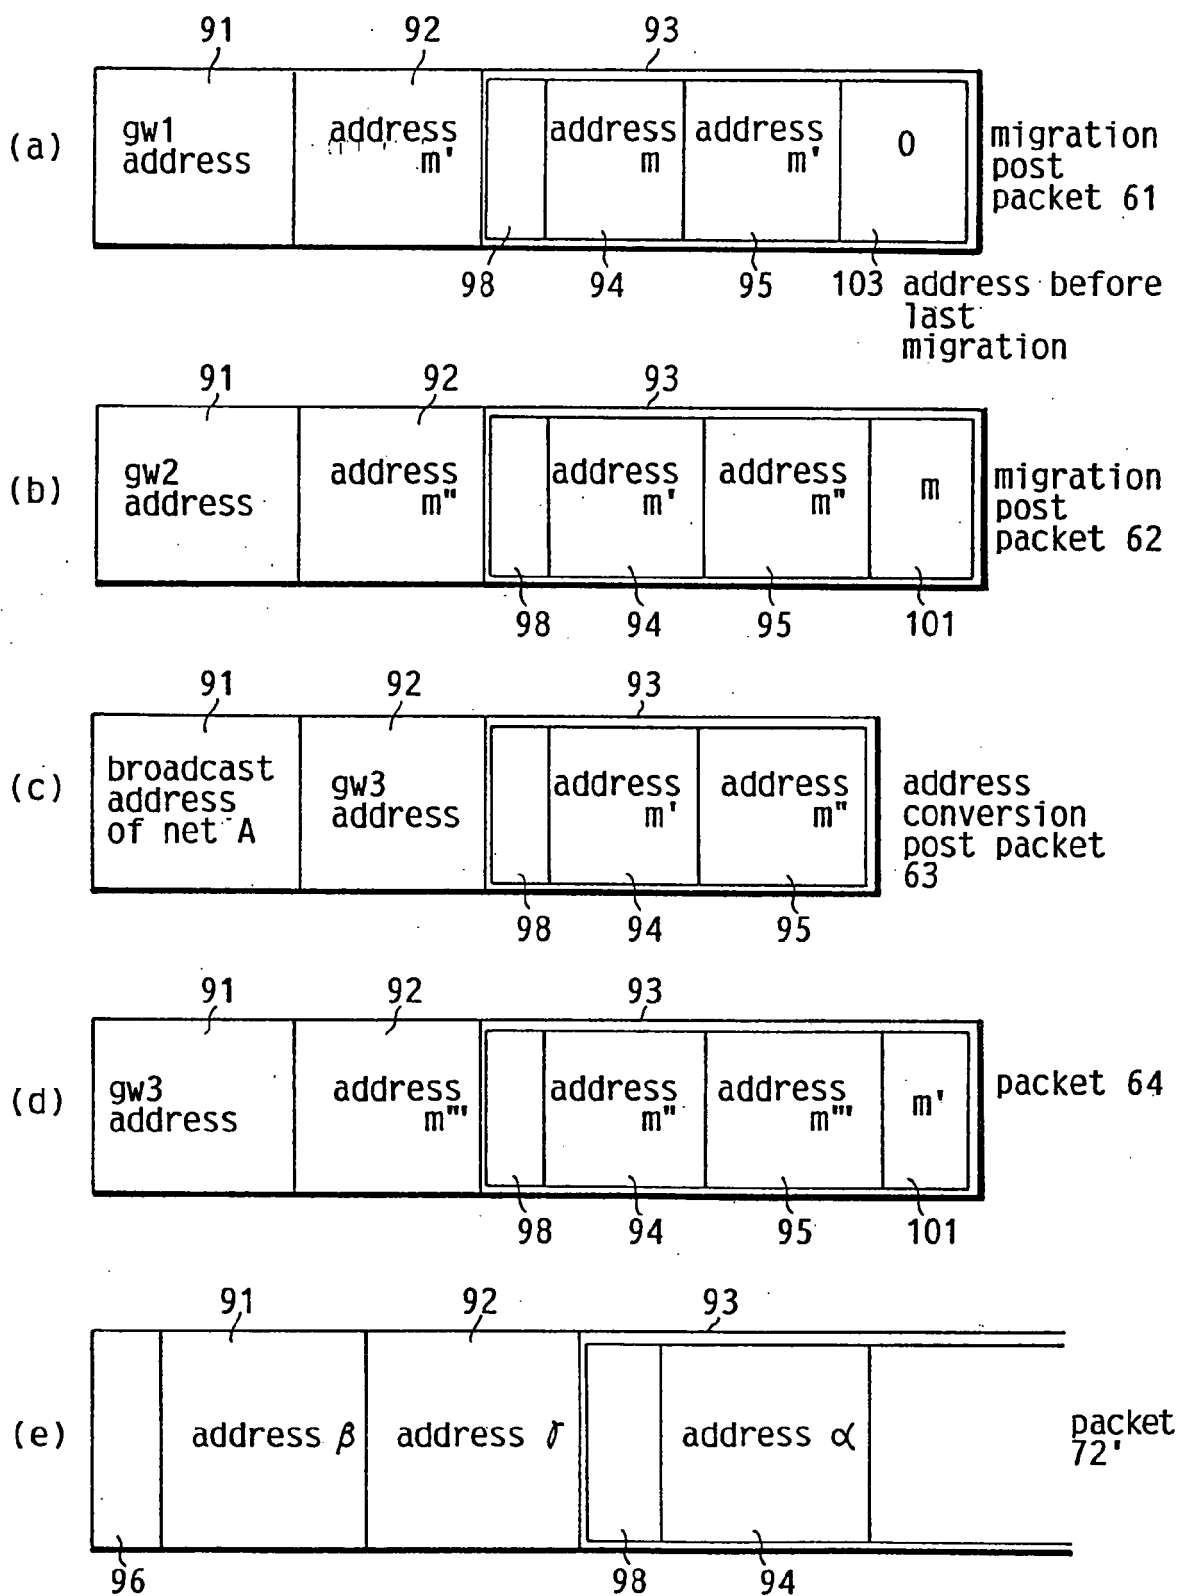 91 92 93
(a)
gw1
address
address
m'
address
m
address
m'
0
migration
post
packet 61
98 94 95 103 address before
last
migration
91 92 93
(b)
gw2
address
address
m"
address
m'
address
m"
m
migration
post
packet 62
98 94 95 101
91 92 93
(c)
broadcast
address
of net A
gw3
address
address
m'
address
m"
address
conversion
post packet
63
98 94 95
91 92 93
(d)
gw3
address
address
m"'
address
m"
address
m"'
m'
packet 64
98 94 95 101
91 92 93
(e)
address β
address γ
address α
packet
72'
96 98 94